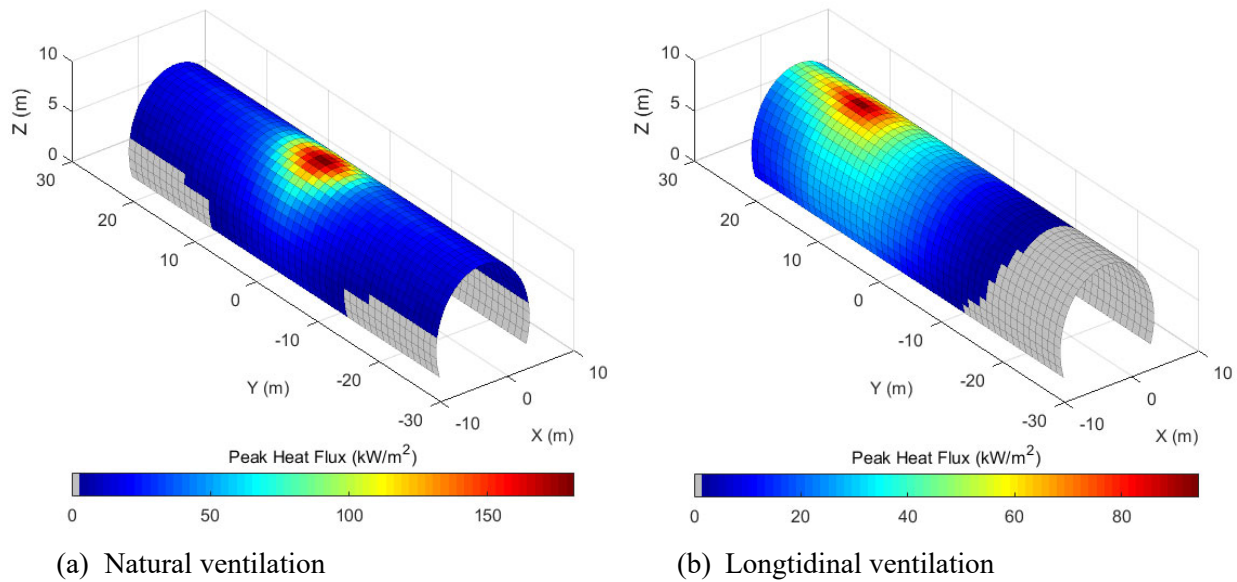 10
5
0
Z (m)
30
20
10
0
-10
-20
-30
Y (m)
-10
0
10
X (m)
Peak Heat Flux (kW/m²)
0 50 100 150
(a) Natural ventilation
10
5
0
Z (m)
30
20
10
0
-10
-20
-30
Y (m)
-10
0
10
X (m)
Peak Heat Flux (kW/m²)
0 20 40 60 80
(b) Longtidinal ventilation